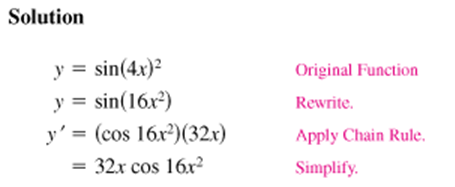 Solution
y = sin(4x)² Original Function
y = sin(16x²) Rewrite.
y′ = (cos 16x²)(32x) Apply Chain Rule.
= 32x cos 16x² Simplify.